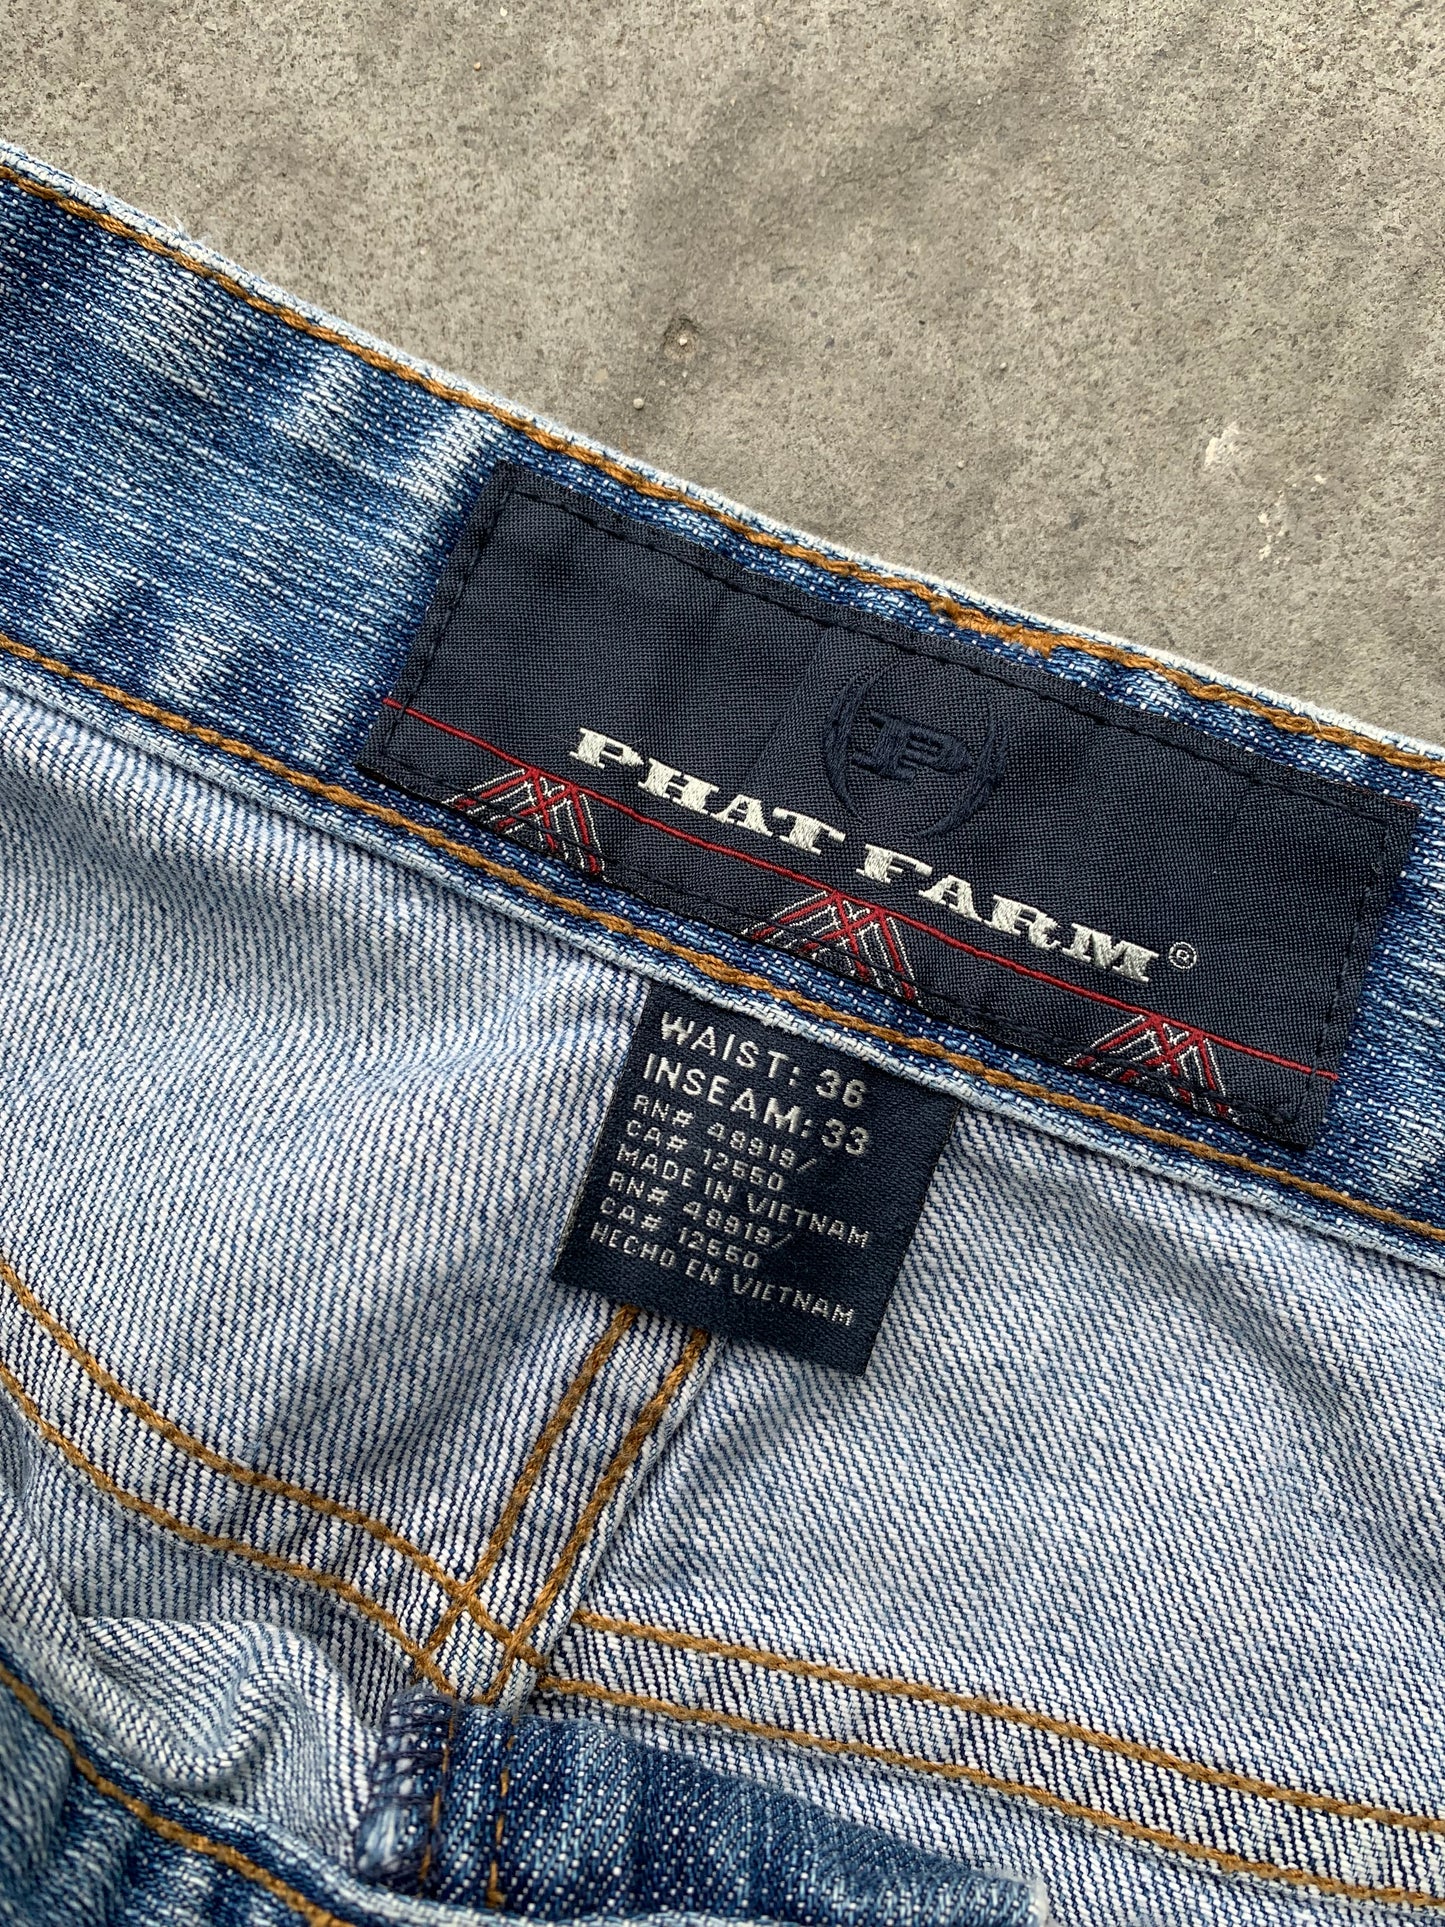 P
PHAT FARM®
WAIST: 36
INSEAM: 33
RN# 48919/
CA# 12550
MADE IN VIETNAM
RN# 48919/
CA# 12550
HECHO EN VIETNAM